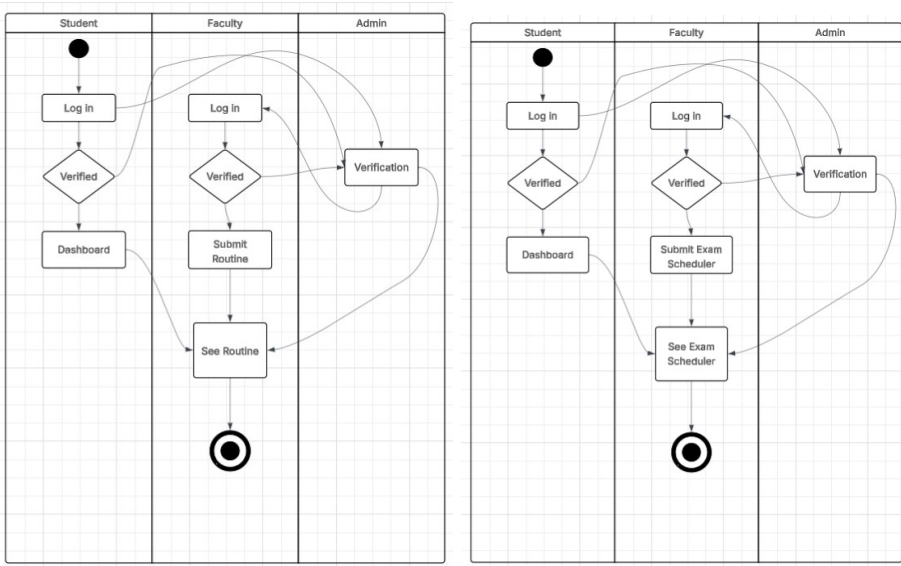 Student
Faculty
Admin
Log in
Log in
Verified
Verified
Verification
Dashboard
Submit
Routine
See Routine
Student
Faculty
Admin
Log in
Log in
Verified
Verified
Verification
Dashboard
Submit Exam
Scheduler
See Exam
Scheduler